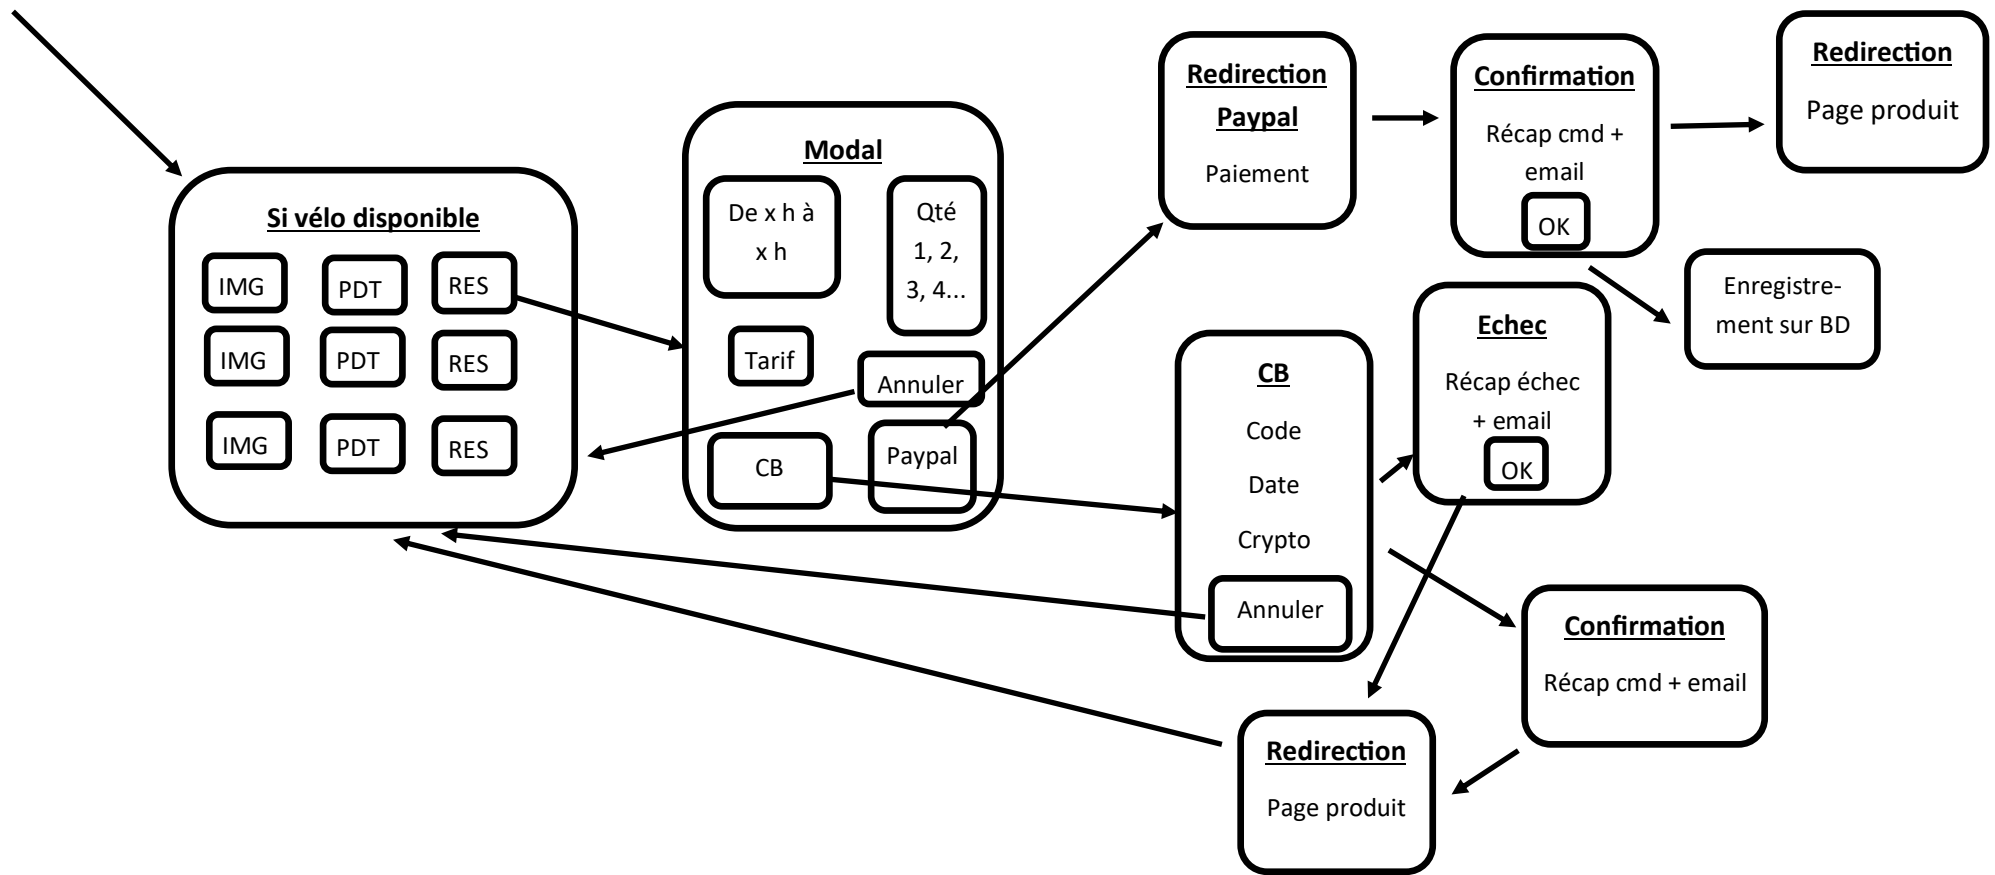 Si vélo disponible
IMG
PDT
RES
IMG
PDT
RES
IMG
PDT
RES
Modal
De x h à
x h
Qté
1, 2,
3, 4...
Tarif
Annuler
CB
Paypal
Redirection
Paypal
Paiement
Confirmation
Récap cmd +
email
OK
Redirection
Page produit
Enregistre-
ment sur BD
CB
Code
Date
Crypto
Annuler
Echec
Récap échec
+ email
OK
Confirmation
Récap cmd + email
Redirection
Page produit